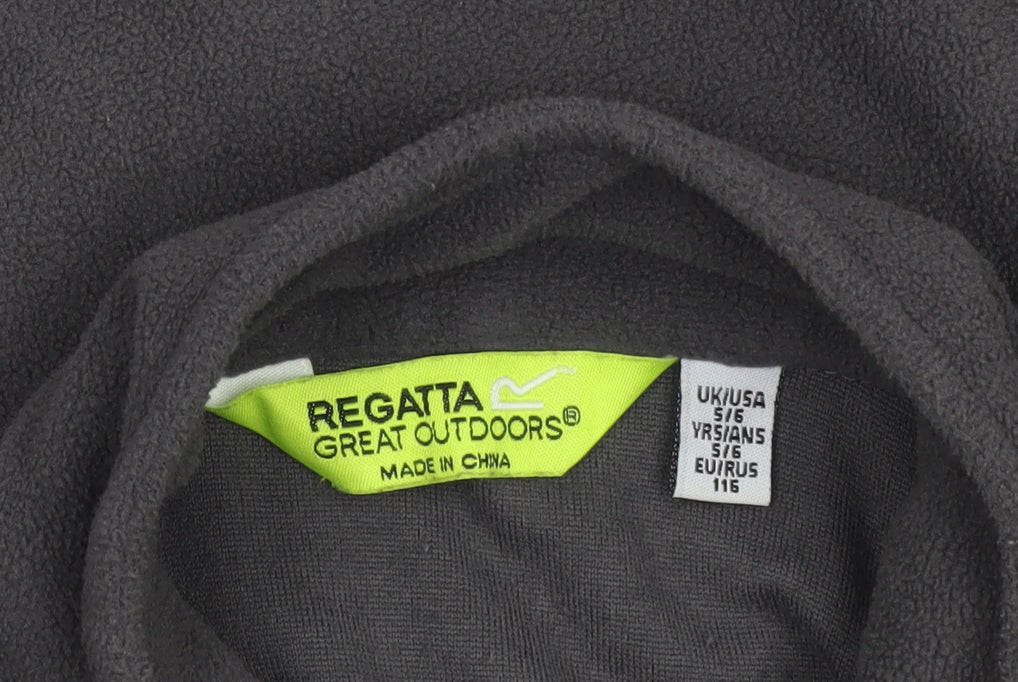 REGATTA R
GREAT OUTDOORS®
MADE IN CHINA
UK/USA
5/6
YRS/ANS
5/6
EU/RUS
116